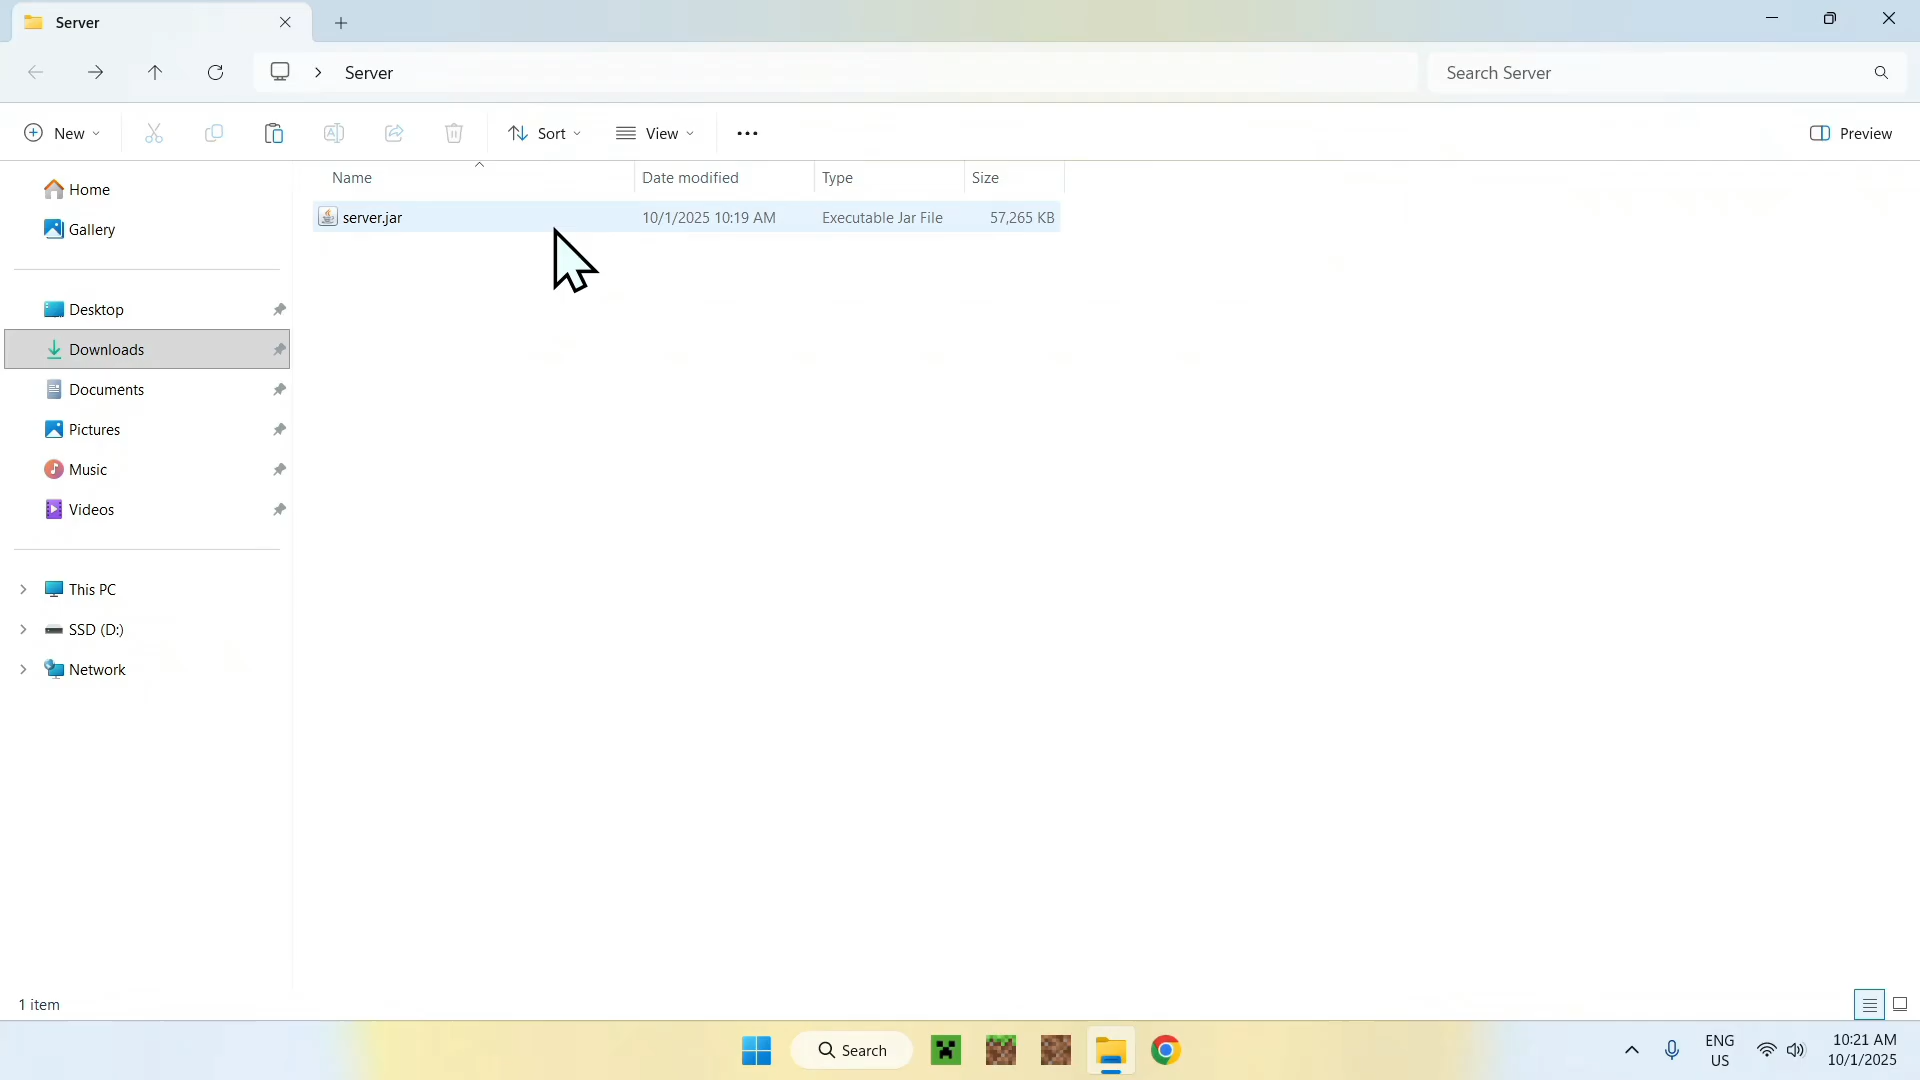 Server
Server
Search Server
New
Sort
View
Preview
Name
Date modified
Type
Size
server.jar
10/1/2025 10:19 AM
Executable Jar File
57,265 KB
Home
Gallery
Desktop
Downloads
Documents
Pictures
Music
Videos
This PC
SSD (D:)
Network
1 item
Search
ENG
US
10:21 AM
10/1/2025